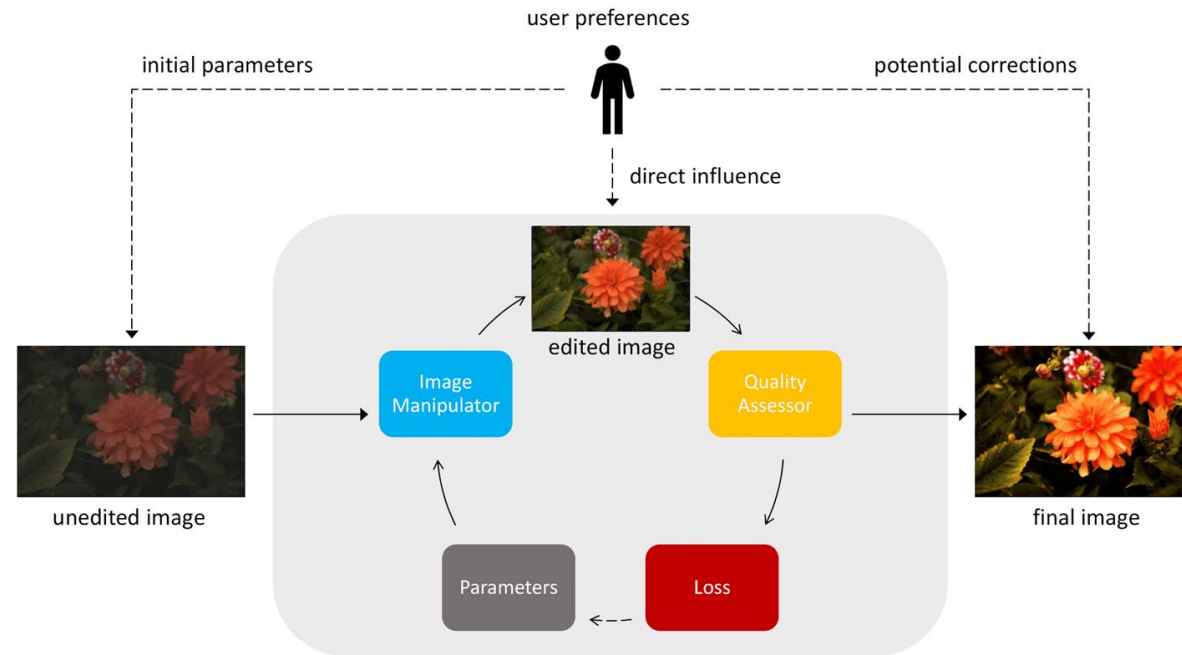 user preferences
initial parameters
potential corrections
direct influence
edited image
Image
Manipulator
Quality
Assessor
unedited image
final image
Parameters
Loss